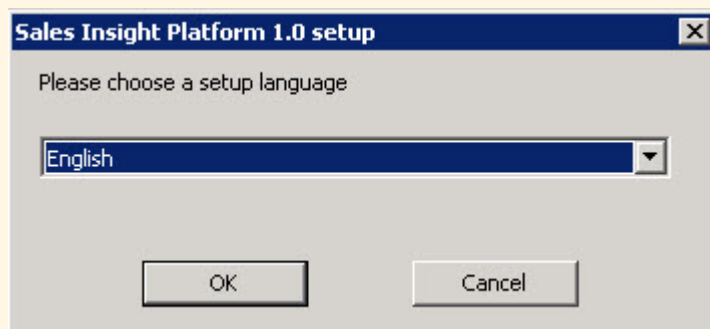 Sales Insight Platform 1.0 setup
Please choose a setup language
English
OK Cancel